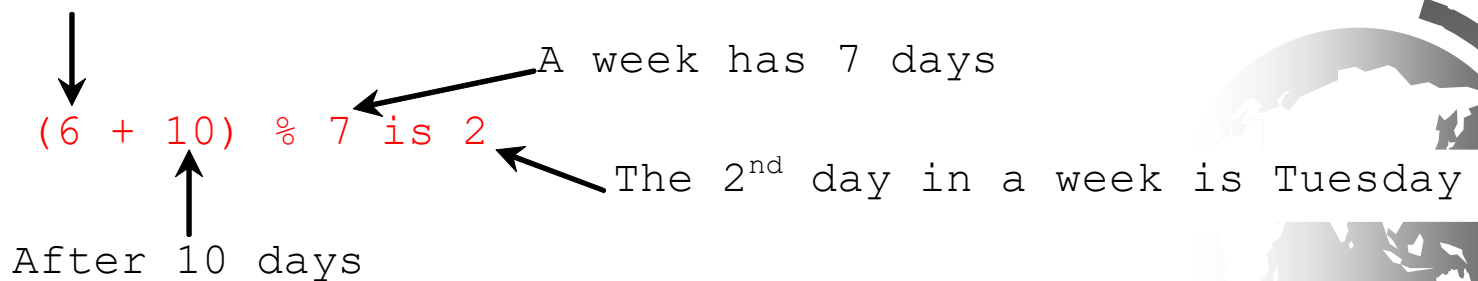 A week has 7 days
(6 + 10) % 7 is 2
The 2nd day in a week is Tuesday
After 10 days